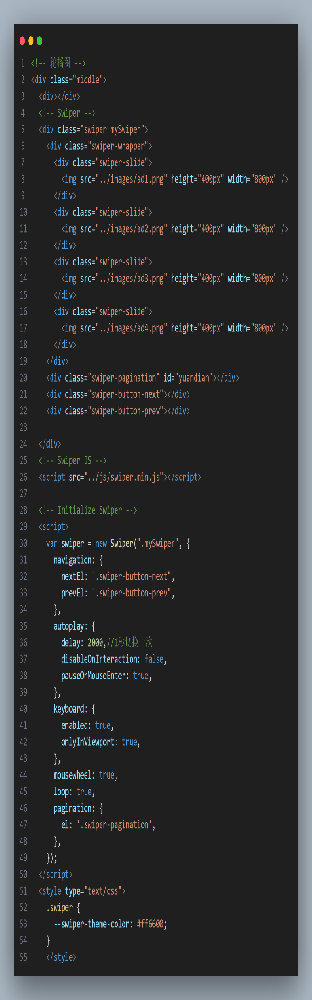 1 <!-- 轮播图 -->
2 <div class="middle">
3   <div></div>
4   <!-- Swiper -->
5   <div class="swiper mySwiper">
6     <div class="swiper-wrapper">
7       <div class="swiper-slide">
8         <img src="../images/ad1.png" height="400px" width="800px" />
9       </div>
10       <div class="swiper-slide">
11         <img src="../images/ad2.png" height="400px" width="800px" />
12       </div>
13       <div class="swiper-slide">
14         <img src="../images/ad3.png" height="400px" width="800px" />
15       </div>
16       <div class="swiper-slide">
17         <img src="../images/ad4.png" height="400px" width="800px" />
18       </div>
19     </div>
20     <div class="swiper-pagination" id="yuandian"></div>
21     <div class="swiper-button-next"></div>
22     <div class="swiper-button-prev"></div>
23
24   </div>
25   <!-- Swiper JS -->
26   <script src="../js/swiper.min.js"></script>
27
28   <!-- Initialize Swiper -->
29   <script>
30     var swiper = new Swiper(".mySwiper", {
31       navigation: {
32         nextEl: ".swiper-button-next",
33         prevEl: ".swiper-button-prev",
34       },
35       autoplay: {
36         delay: 2000,//1秒切换一次
37         disableOnInteraction: false,
38         pauseOnMouseEnter: true,
39       },
40       keyboard: {
41         enabled: true,
42         onlyInViewport: true,
43       },
44       mousewheel: true,
45       loop: true,
46       pagination: {
47         el: '.swiper-pagination',
48       },
49     });
50   </script>
51   <style type="text/css">
52     .swiper {
53       --swiper-theme-color: #ff6600;
54     }
55     </style>